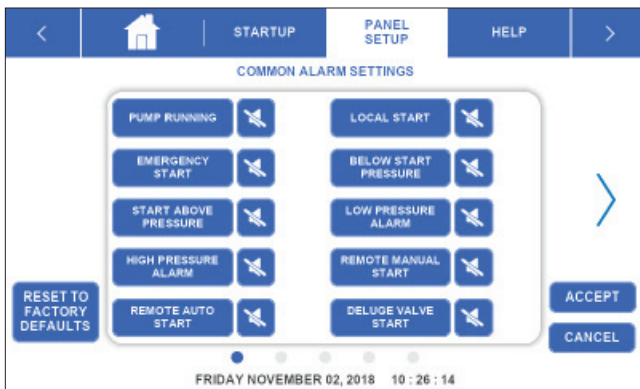 <
STARTUP
PANEL
SETUP
HELP
>
COMMON ALARM SETTINGS
PUMP RUNNING
LOCAL START
EMERGENCY
START
BELOW START
PRESSURE
START ABOVE
PRESSURE
LOW PRESSURE
ALARM
HIGH PRESSURE
ALARM
REMOTE MANUAL
START
REMOTE AUTO
START
DELUGE VALVE
START
RESET TO
FACTORY
DEFAULTS
ACCEPT
CANCEL
FRIDAY NOVEMBER 02, 2018 10 : 26 : 14